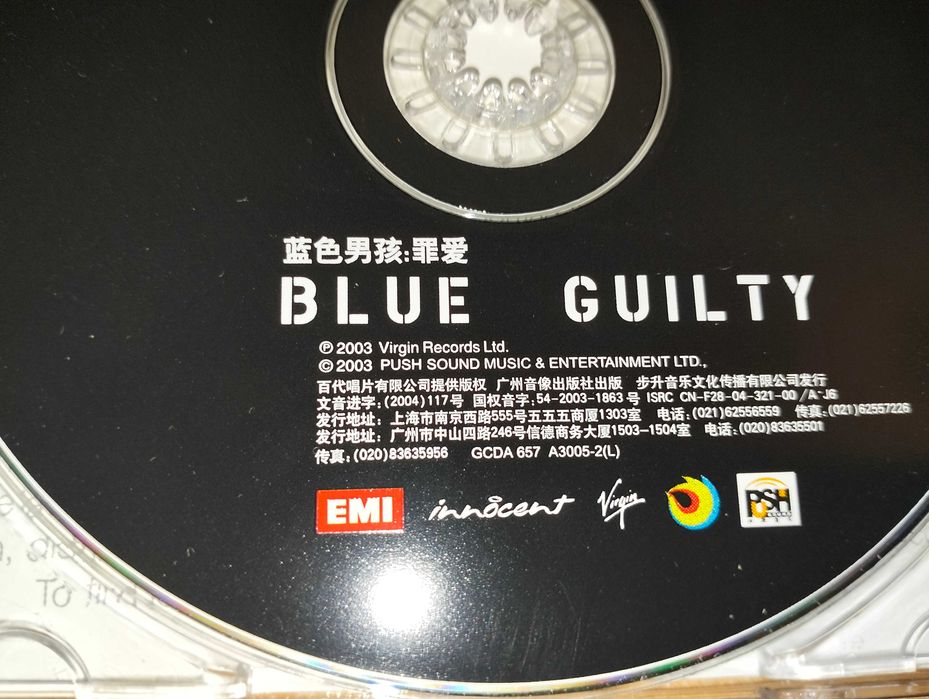 蓝色男孩:罪爱
BLUE GUILTY
℗ 2003 Virgin Records Ltd.
© 2003 PUSH SOUND MUSIC & ENTERTAINMENT LTD.,
百代唱片有限公司提供版权 广州音像出版社出版 步升音乐文化传播有限公司发行
文音进字:(2004)117号 国权音字:54-2003-1863号 ISRC CN-F28-04-321-00/A·J6
发行地址: 上海市南京西路555号五五五商厦1303室 电话:(021)62556559 传真:(021)62557226
发行地址: 广州市中山四路246号信德商务大厦1503-1504室 电话:(020)83635501
传真:(020)83635956 GCDA 657 A3005-2(L)
EMI innocent Virgin PSH